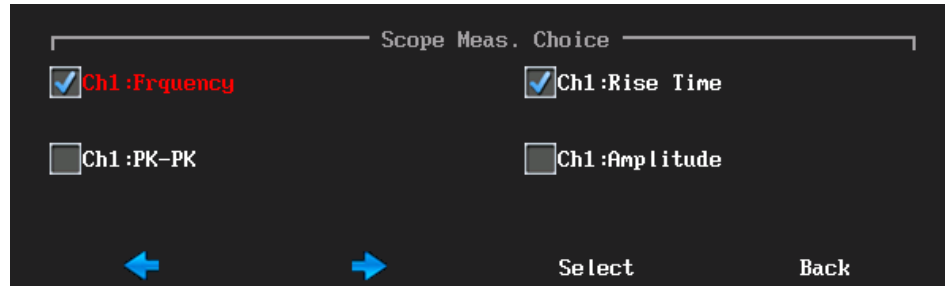 Scope Meas. Choice
Ch1:Frquency
Ch1:Rise Time
Ch1:PK-PK
Ch1:Amplitude
Select
Back